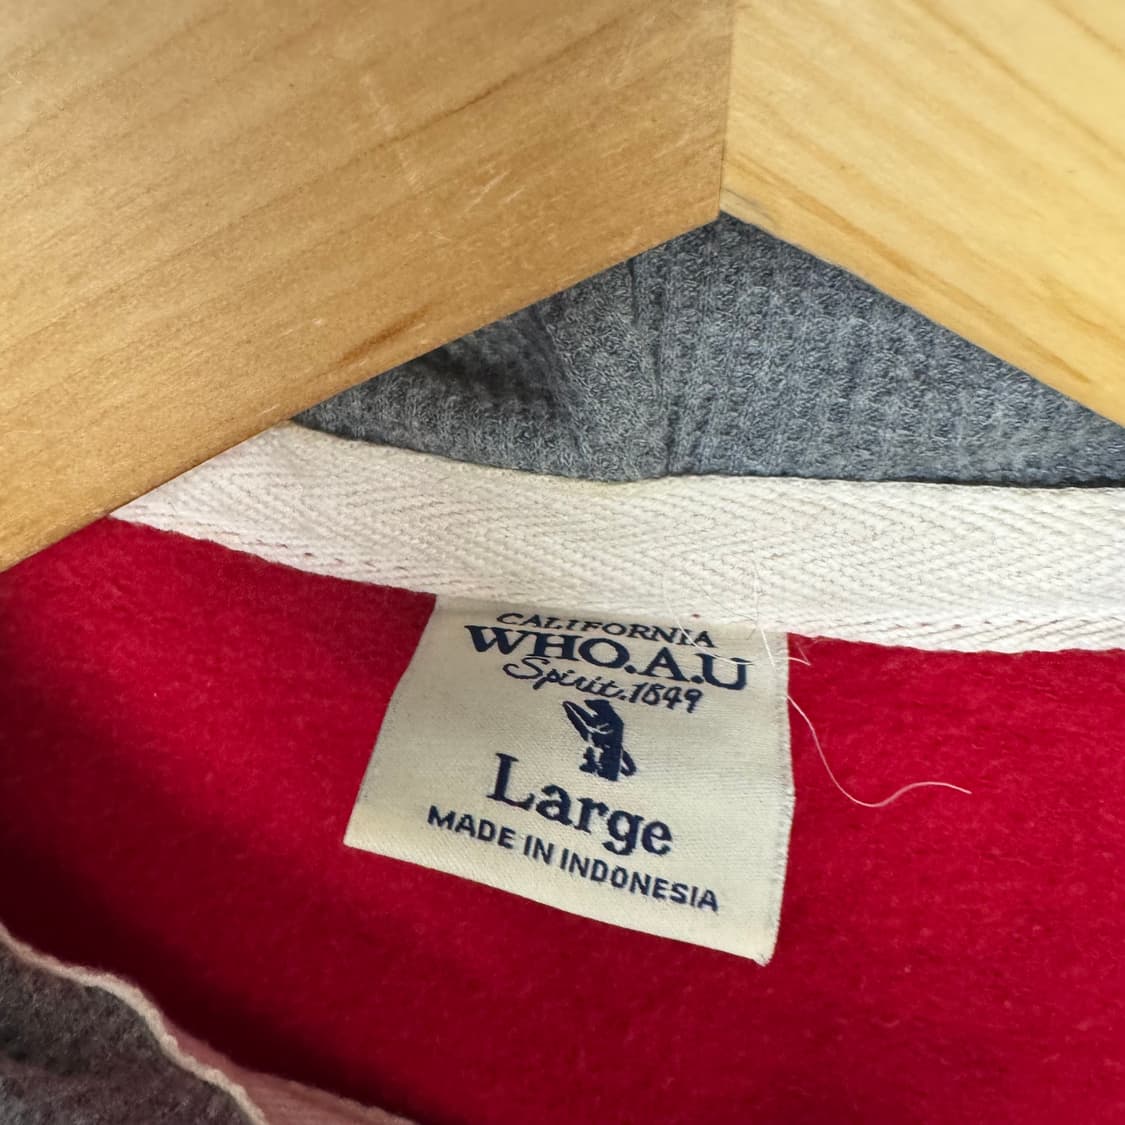 CALIFORNIA
WHO.A.U
Spirit.1849
Large
MADE IN INDONESIA